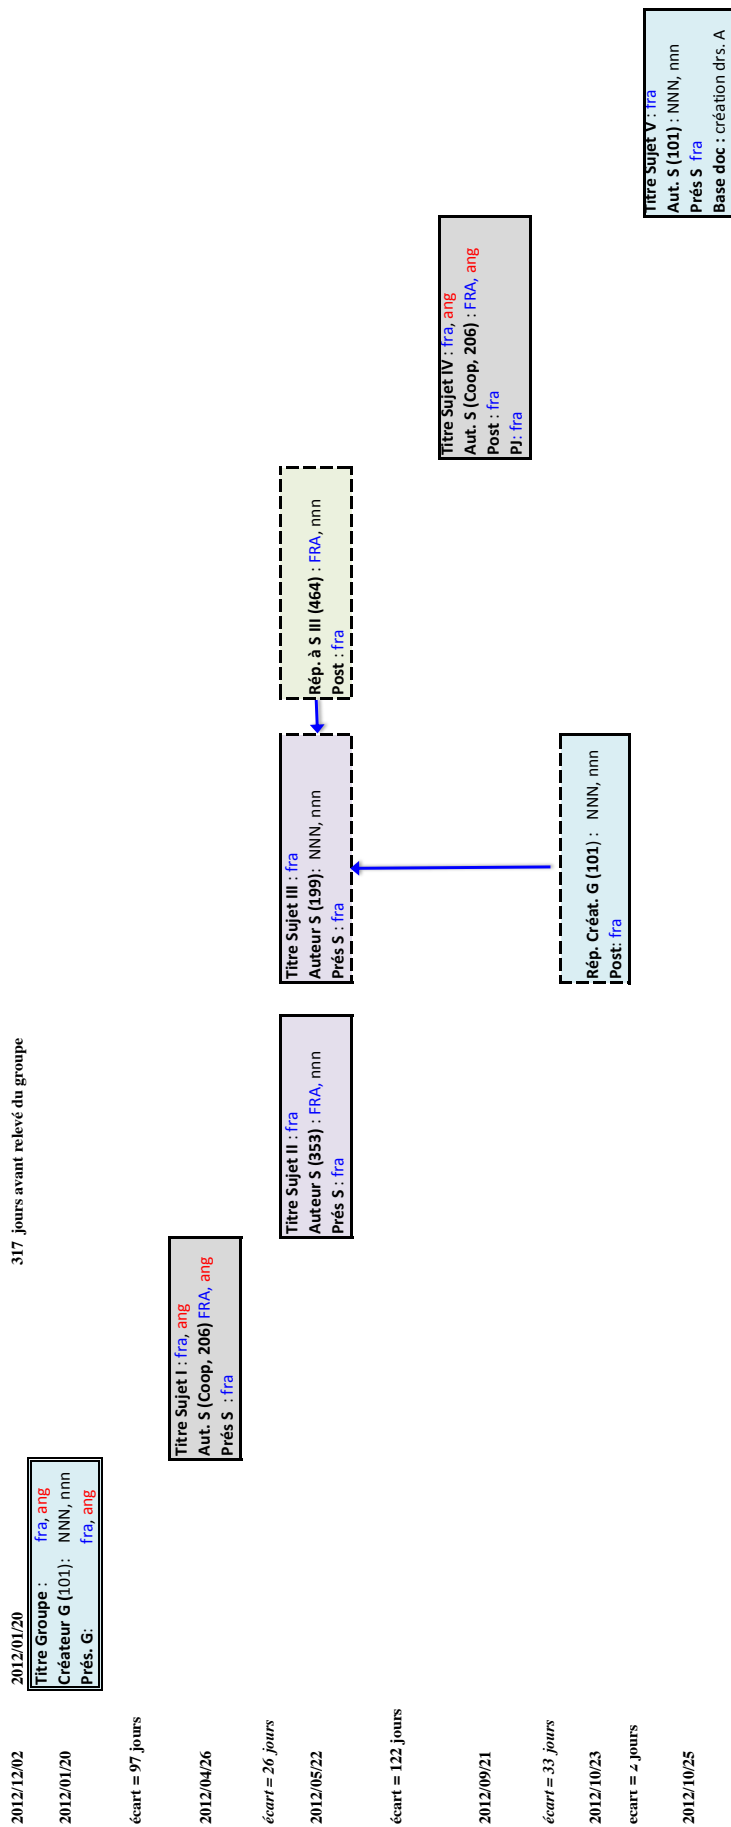 2012/12/02
2012/01/20
317 jours avant relevé du groupe
2012/01/20
Titre Groupe : fra, ang
Créateur G (101): NNN, nnn
Prés. G: fra, ang
écart = 97 jours
2012/04/26
Titre Sujet I : fra, ang
Aut. S (Coop, 206) FRA, ang
Prés S : fra
écart = 26 jours
2012/05/22
Titre Sujet II : fra
Auteur S (353) : FRA, nnn
Prés S : fra
Titre Sujet III : fra
Auteur S (199): NNN, nnn
Prés S : fra
Rép. à S III (464) : FRA, nnn
Post : fra
écart = 122 jours
2012/09/21
Titre Sujet IV : fra, ang
Aut. S (Coop, 206) : FRA, ang
Post : fra
PJ: fra
écart = 33 jours
2012/10/23
Rép. Créat. G (101) : NNN, nnn
Post: fra
ecart = 2 jours
2012/10/25
Titre Sujet V : fra
Aut. S (101) : NNN, nnn
Prés S fra
Base doc : création drs. A